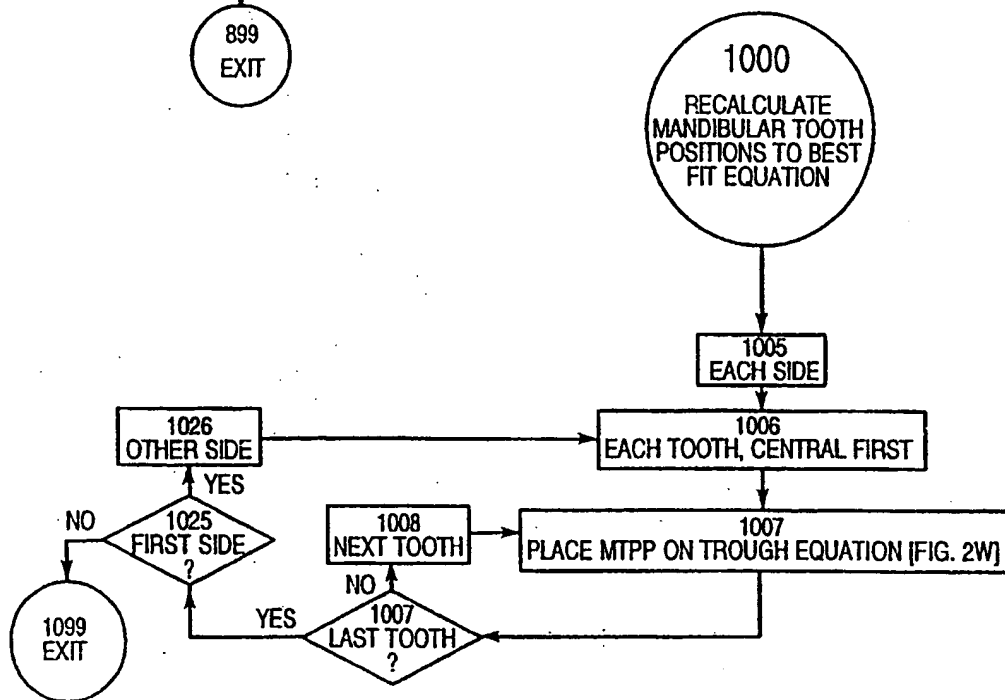 899
EXIT
1000
RECALCULATE
MANDIBULAR TOOTH
POSITIONS TO BEST
FIT EQUATION
1005
EACH SIDE
1026
OTHER SIDE
1006
EACH TOOTH, CENTRAL FIRST
YES
NO
1025
FIRST SIDE
?
1008
NEXT TOOTH
1007
PLACE MTPP ON TROUGH EQUATION [FIG. 2W]
NO
YES
1007
LAST TOOTH
?
1099
EXIT